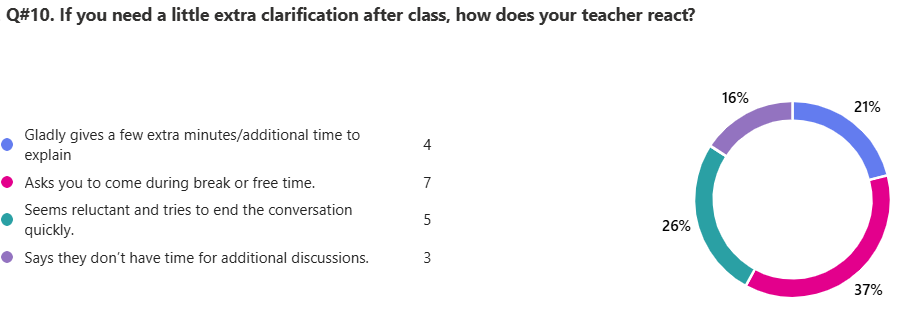 Q#10. If you need a little extra clarification after class, how does your teacher react?
Gladly gives a few extra minutes/additional time to
explain
4
Asks you to come during break or free time.
7
Seems reluctant and tries to end the conversation
quickly.
5
Says they don't have time for additional discussions.
3
16%
21%
26%
37%